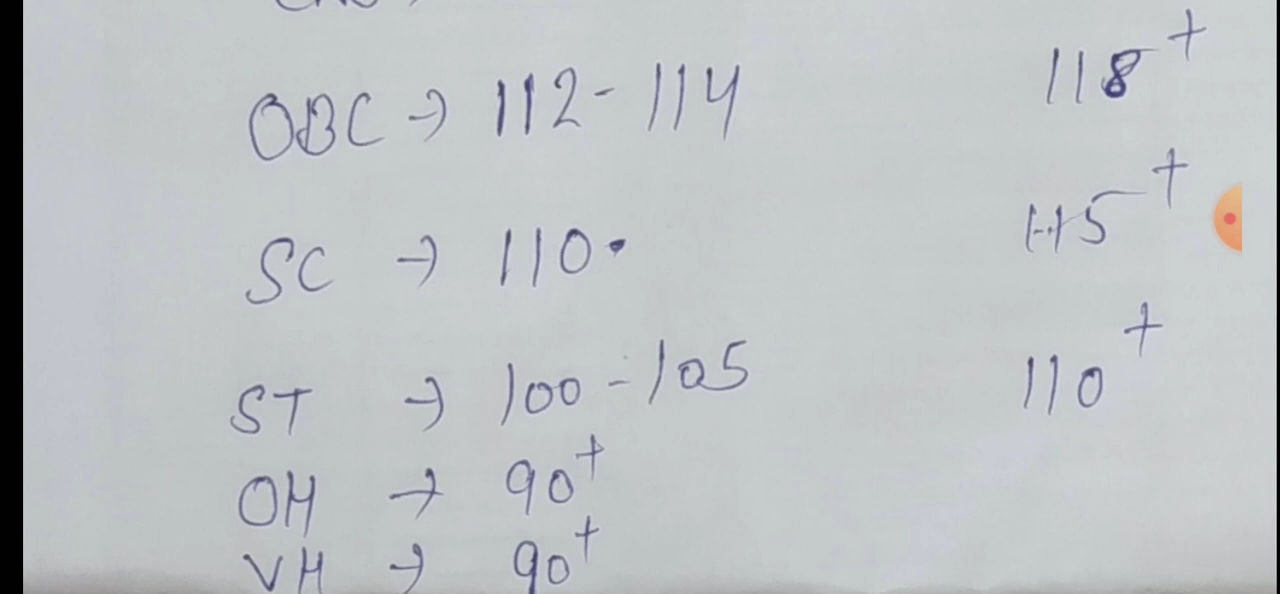 OBC → 112 - 114 118+
SC → 110. 115+
ST → 100 - 105 110+
OH → 90+
VH → 90+